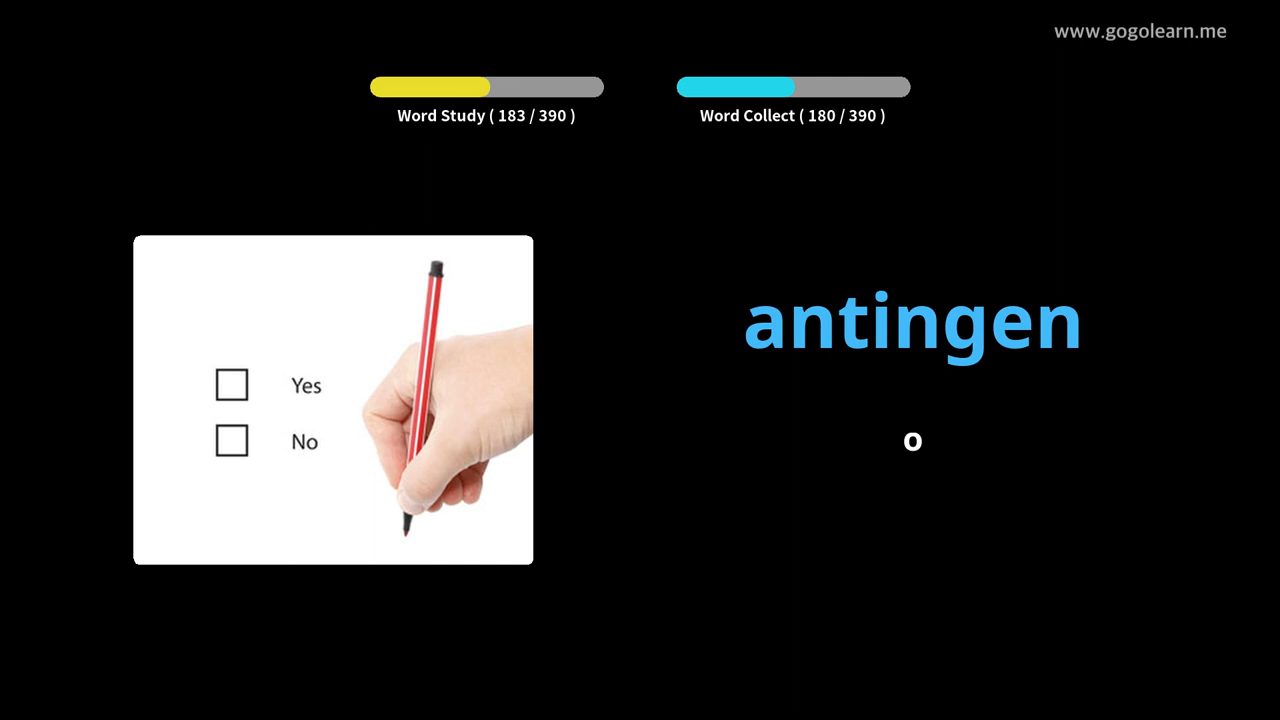 www.gogolearn.me
Word Study ( 183 / 390 )
Word Collect ( 180 / 390 )
antingen
o
Yes
No